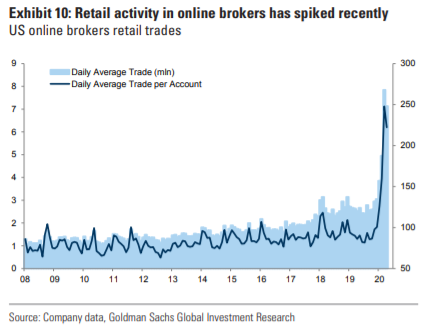 Exhibit 10: Retail activity in online brokers has spiked recently
US online brokers retail trades
9
8
7
6
5
4
3
2
1
0
Daily Average Trade (mln)
Daily Average Trade per Account
300
250
200
150
100
50
08 09 10 11 12 13 14 15 16 17 18 19 20
Source: Company data, Goldman Sachs Global Investment Research